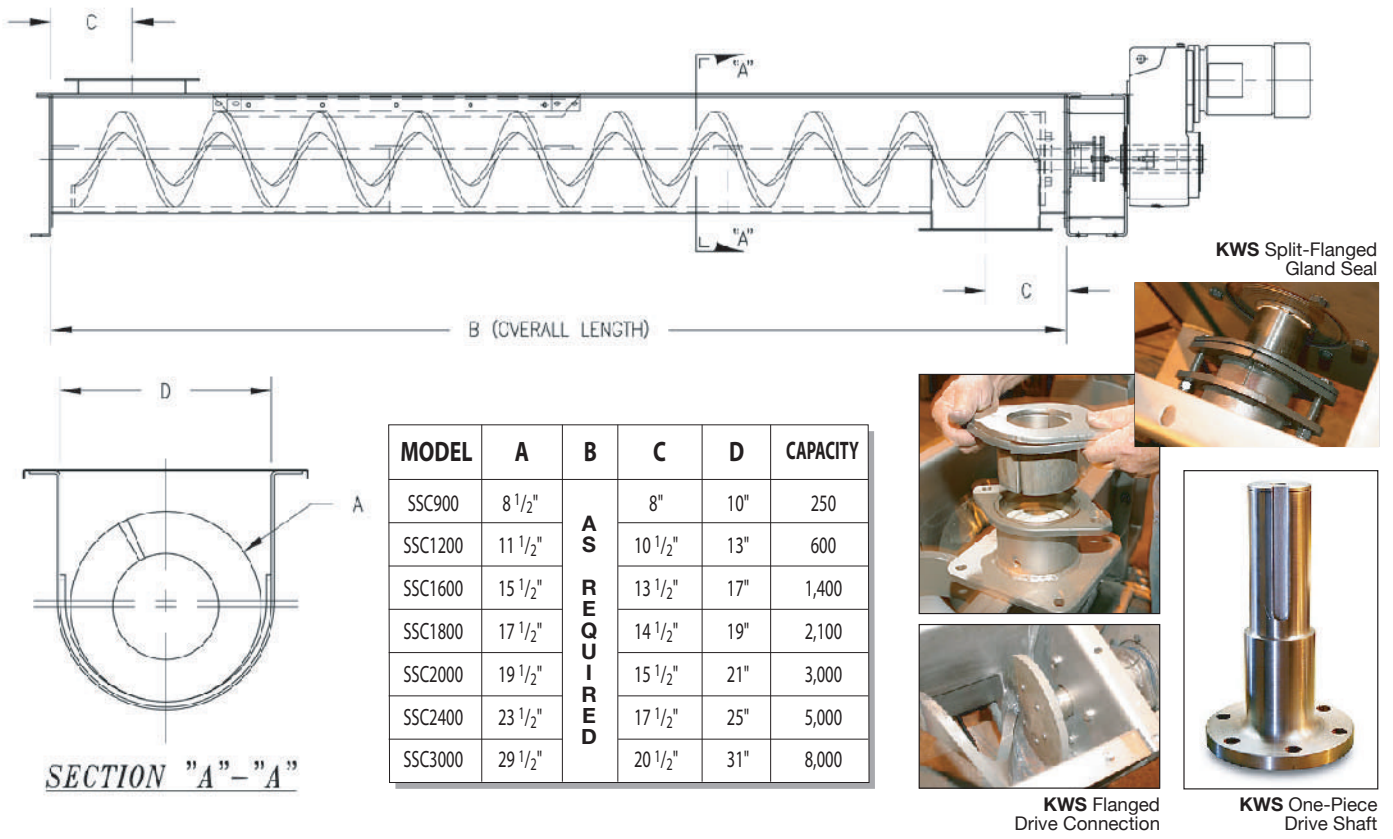 C
"A"
"A"
C
B (OVERALL LENGTH)
KWS Split-Flanged
Gland Seal
D
A
SECTION "A"-"A"
MODEL A B C D CAPACITY
AS REQUIRED
SSC900 8 1/2" 8" 10" 250
SSC1200 11 1/2" 10 1/2" 13" 600
SSC1600 15 1/2" 13 1/2" 17" 1,400
SSC1800 17 1/2" 14 1/2" 19" 2,100
SSC2000 19 1/2" 15 1/2" 21" 3,000
SSC2400 23 1/2" 17 1/2" 25" 5,000
SSC3000 29 1/2" 20 1/2" 31" 8,000
KWS Flanged
Drive Connection
KWS One-Piece
Drive Shaft